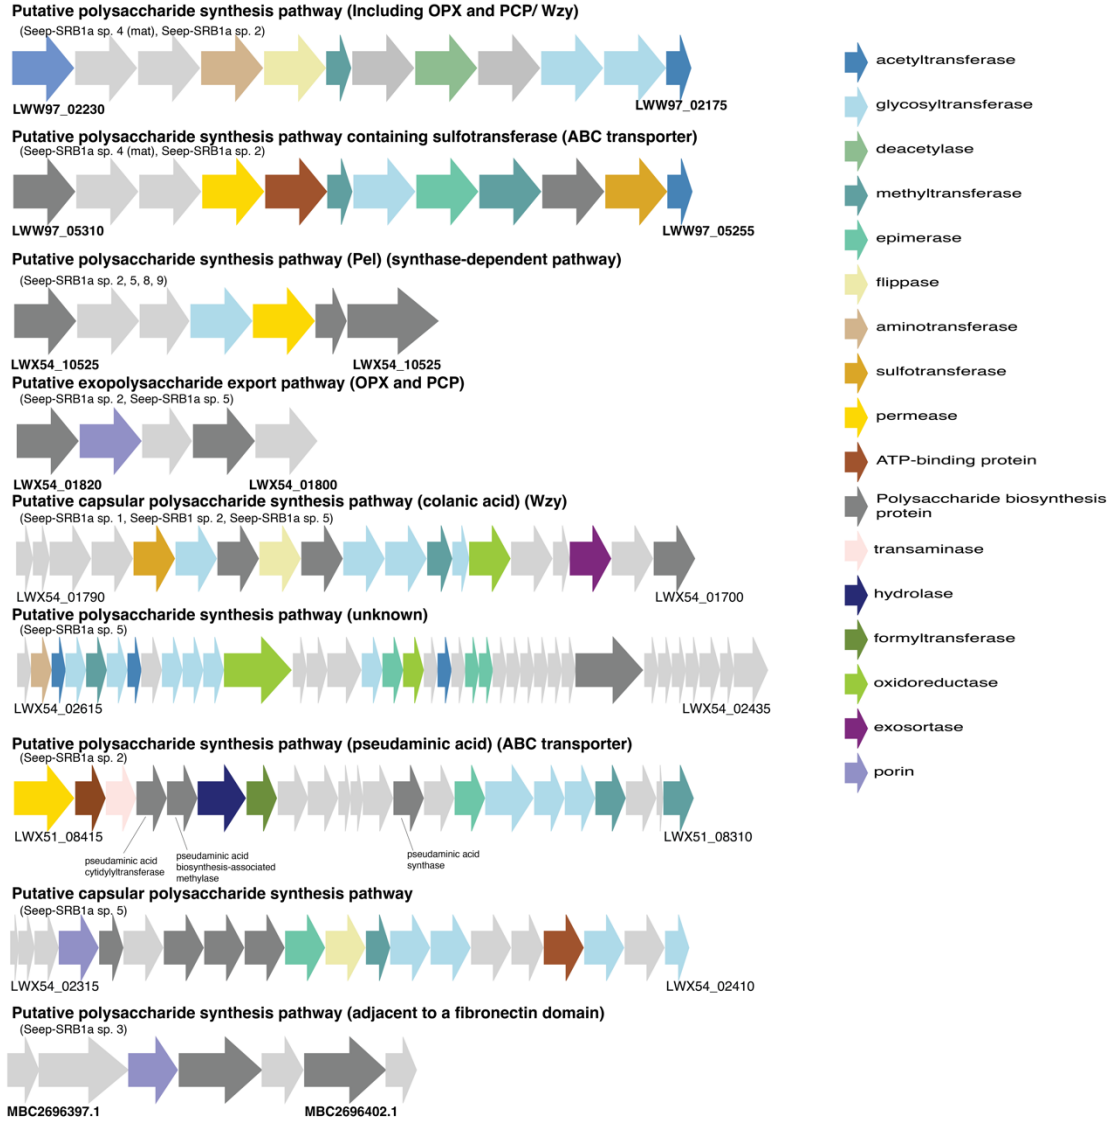 Putative polysaccharide synthesis pathway (Including OPX and PCP/ Wzy)
(Seep-SRB1a sp. 4 (mat), Seep-SRB1a sp. 2)
LWW97_02230
LWW97_02175
Putative polysaccharide synthesis pathway containing sulfotransferase (ABC transporter)
(Seep-SRB1a sp. 4 (mat), Seep-SRB1a sp. 2)
LWW97_05310
LWW97_05255
Putative polysaccharide synthesis pathway (Pel) (synthase-dependent pathway)
(Seep-SRB1a sp. 2, 5, 8, 9)
LWX54_10525
LWX54_10525
Putative exopolysaccharide export pathway (OPX and PCP)
(Seep-SRB1a sp. 2, Seep-SRB1a sp. 5)
LWX54_01820
LWX54_01800
Putative capsular polysaccharide synthesis pathway (colanic acid) (Wzy)
(Seep-SRB1a sp. 1, Seep-SRB1 sp. 2, Seep-SRB1a sp. 5)
LWX54_01790
LWX54_01700
Putative polysaccharide synthesis pathway (unknown)
(Seep-SRB1a sp. 5)
LWX54_02615
LWX54_02435
Putative polysaccharide synthesis pathway (pseudaminic acid) (ABC transporter)
(Seep-SRB1a sp. 2)
LWX51_08415
LWX51_08310
pseudaminic acid
cytidylyltransferase
pseudaminic acid
biosynthesis-associated
methylase
pseudaminic acid
synthase
Putative capsular polysaccharide synthesis pathway
(Seep-SRB1a sp. 5)
LWX54_02315
LWX54_02410
Putative polysaccharide synthesis pathway (adjacent to a fibronectin domain)
(Seep-SRB1a sp. 3)
MBC2696397.1
MBC2696402.1
acetyltransferase
glycosyltransferase
deacetylase
methyltransferase
epimerase
flippase
aminotransferase
sulfotransferase
permease
ATP-binding protein
Polysaccharide biosynthesis
protein
transaminase
hydrolase
formyltransferase
oxidoreductase
exosortase
porin